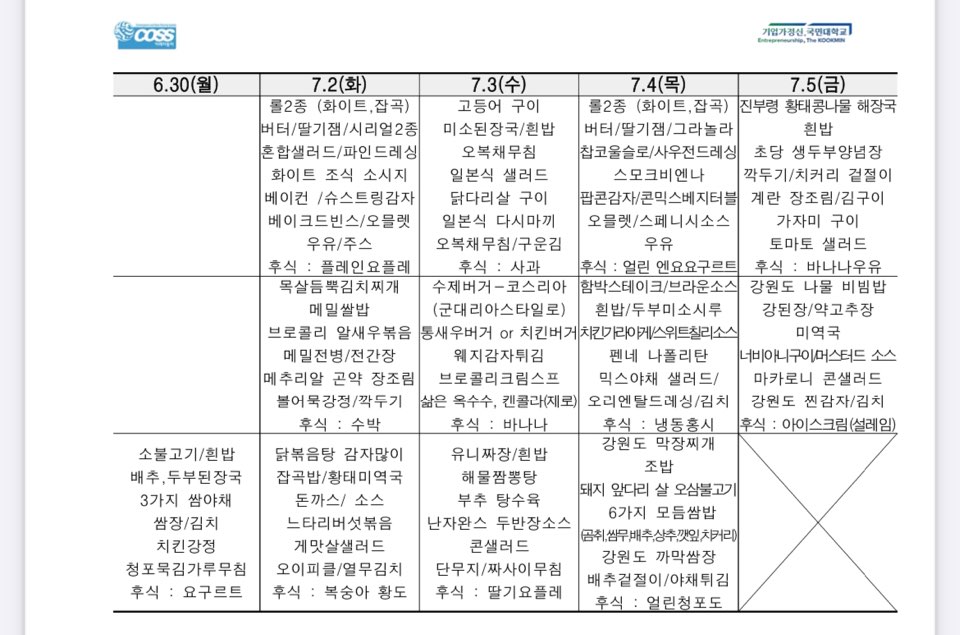 COSS
기업가정신, 국민대학교
Entrepreneurship, The KOOKMIN
6.30(월)
7.2(화)
7.3(수)
7.4(목)
7.5(금)
롤2종 (화이트,잡곡)
버터/딸기잼/시리얼2종
혼합샐러드/파인드레싱
화이트 조식 소시지
베이컨 /슈스트링감자
베이크드빈스/오믈렛
우유/주스
후식 : 플레인요플레
고등어 구이
미소된장국/흰밥
오복채무침
일본식 샐러드
닭다리살 구이
일본식 다시마끼
오복채무침/구운김
후식 : 사과
롤2종 (화이트,잡곡)
버터/딸기잼/그라놀라
찹코울슬로/사우전드레싱
스모크비엔나
팝콘감자/콘믹스베지터블
오믈렛/스페니시소스
우유
후식 : 얼린 엔요요구르트
진부령 황태콩나물 해장국
흰밥
초당 생두부양념장
깍두기/치커리 겉절이
계란 장조림/김구이
가자미 구이
토마토 샐러드
후식 : 바나나우유
목살듬뿍김치찌개
메밀쌀밥
브로콜리 알새우볶음
메밀전병/전간장
메추리알 곤약 장조림
볼어묵강정/깍두기
후식 : 수박
수제버거-코스리아
(군대리아스타일로)
통새우버거 or 치킨버거
웨지감자튀김
브로콜리크림스프
삶은 옥수수, 캔콜라(제로)
후식 : 바나나
함박스테이크/브라운소스
흰밥/두부미소시루
치킨가라아게/스위트칠리소스
펜네 나폴리탄
믹스야채 샐러드/
오리엔탈드레싱/김치
후식 : 냉동홍시
강원도 나물 비빔밥
강된장/약고추장
미역국
너비아니구이/머스터드 소스
마카로니 콘샐러드
강원도 찐감자/김치
후식 : 아이스크림(설레임)
소불고기/흰밥
배추,두부된장국
3가지 쌈야채
쌈장/김치
치킨강정
청포묵김가루무침
후식 : 요구르트
닭볶음탕 감자많이
잡곡밥/황태미역국
돈까스/ 소스
느타리버섯볶음
게맛살샐러드
오이피클/열무김치
후식 : 복숭아 황도
유니짜장/흰밥
해물짬뽕탕
부추 탕수육
난자완스 두반장소스
콘샐러드
단무지/짜사이무침
후식 : 딸기요플레
강원도 막장찌개
조밥
돼지 앞다리 살 오삼불고기
6가지 모듬쌈밥
(곰취,쌈무,배추,상추,깻잎,치커리)
강원도 까막쌈장
배추겉절이/야채튀김
후식 : 얼린청포도